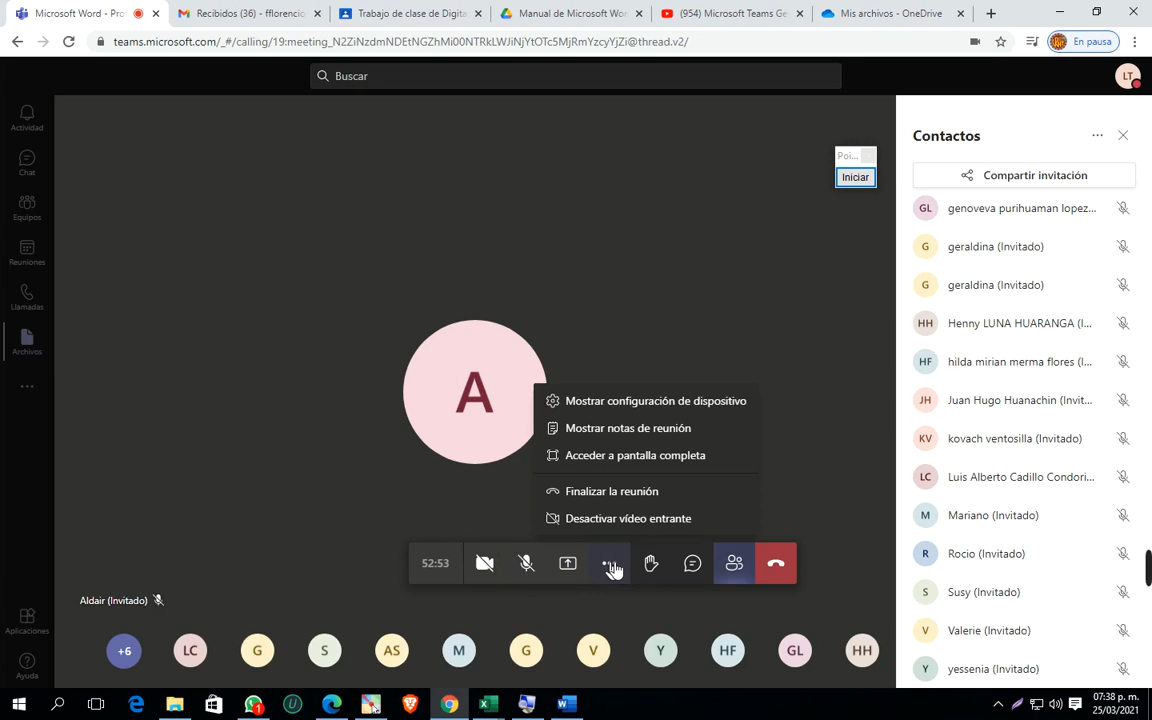 Microsoft Word - Prof
Recibidos (36) - fflorencio
Trabajo de clase de Digita
Manual de Microsoft Wor
(954) Microsoft Teams Ge
Mis archivos - OneDrive
teams.microsoft.com/_#/calling/19:meeting_N2ZiNzdmNDEtNGZhMi00NTRkLWJiNjYtOTc5MjRmYzcyYjZi@thread.v2/
En pausa
Buscar
LT
Actividad
Chat
Equipos
Reuniones
Llamadas
Archivos
Aplicaciones
Ayuda
Poi...
Iniciar
A
Mostrar configuración de dispositivo
Mostrar notas de reunión
Acceder a pantalla completa
Finalizar la reunión
Desactivar vídeo entrante
52:53
Aldair (Invitado)
+6
LC
G
S
AS
M
G
V
Y
HF
GL
HH
Contactos
Compartir invitación
GL genoveva purihuaman lopez...
G geraldina (Invitado)
G geraldina (Invitado)
HH Henny LUNA HUARANGA (I...
HF hilda mirian merma flores (I...
JH Juan Hugo Huanachin (Invit...
KV kovach ventosilla (Invitado)
LC Luis Alberto Cadillo Condori...
M Mariano (Invitado)
R Rocio (Invitado)
S Susy (Invitado)
V Valerie (Invitado)
Y yessenia (Invitado)
1
07:38 p. m.
25/03/2021